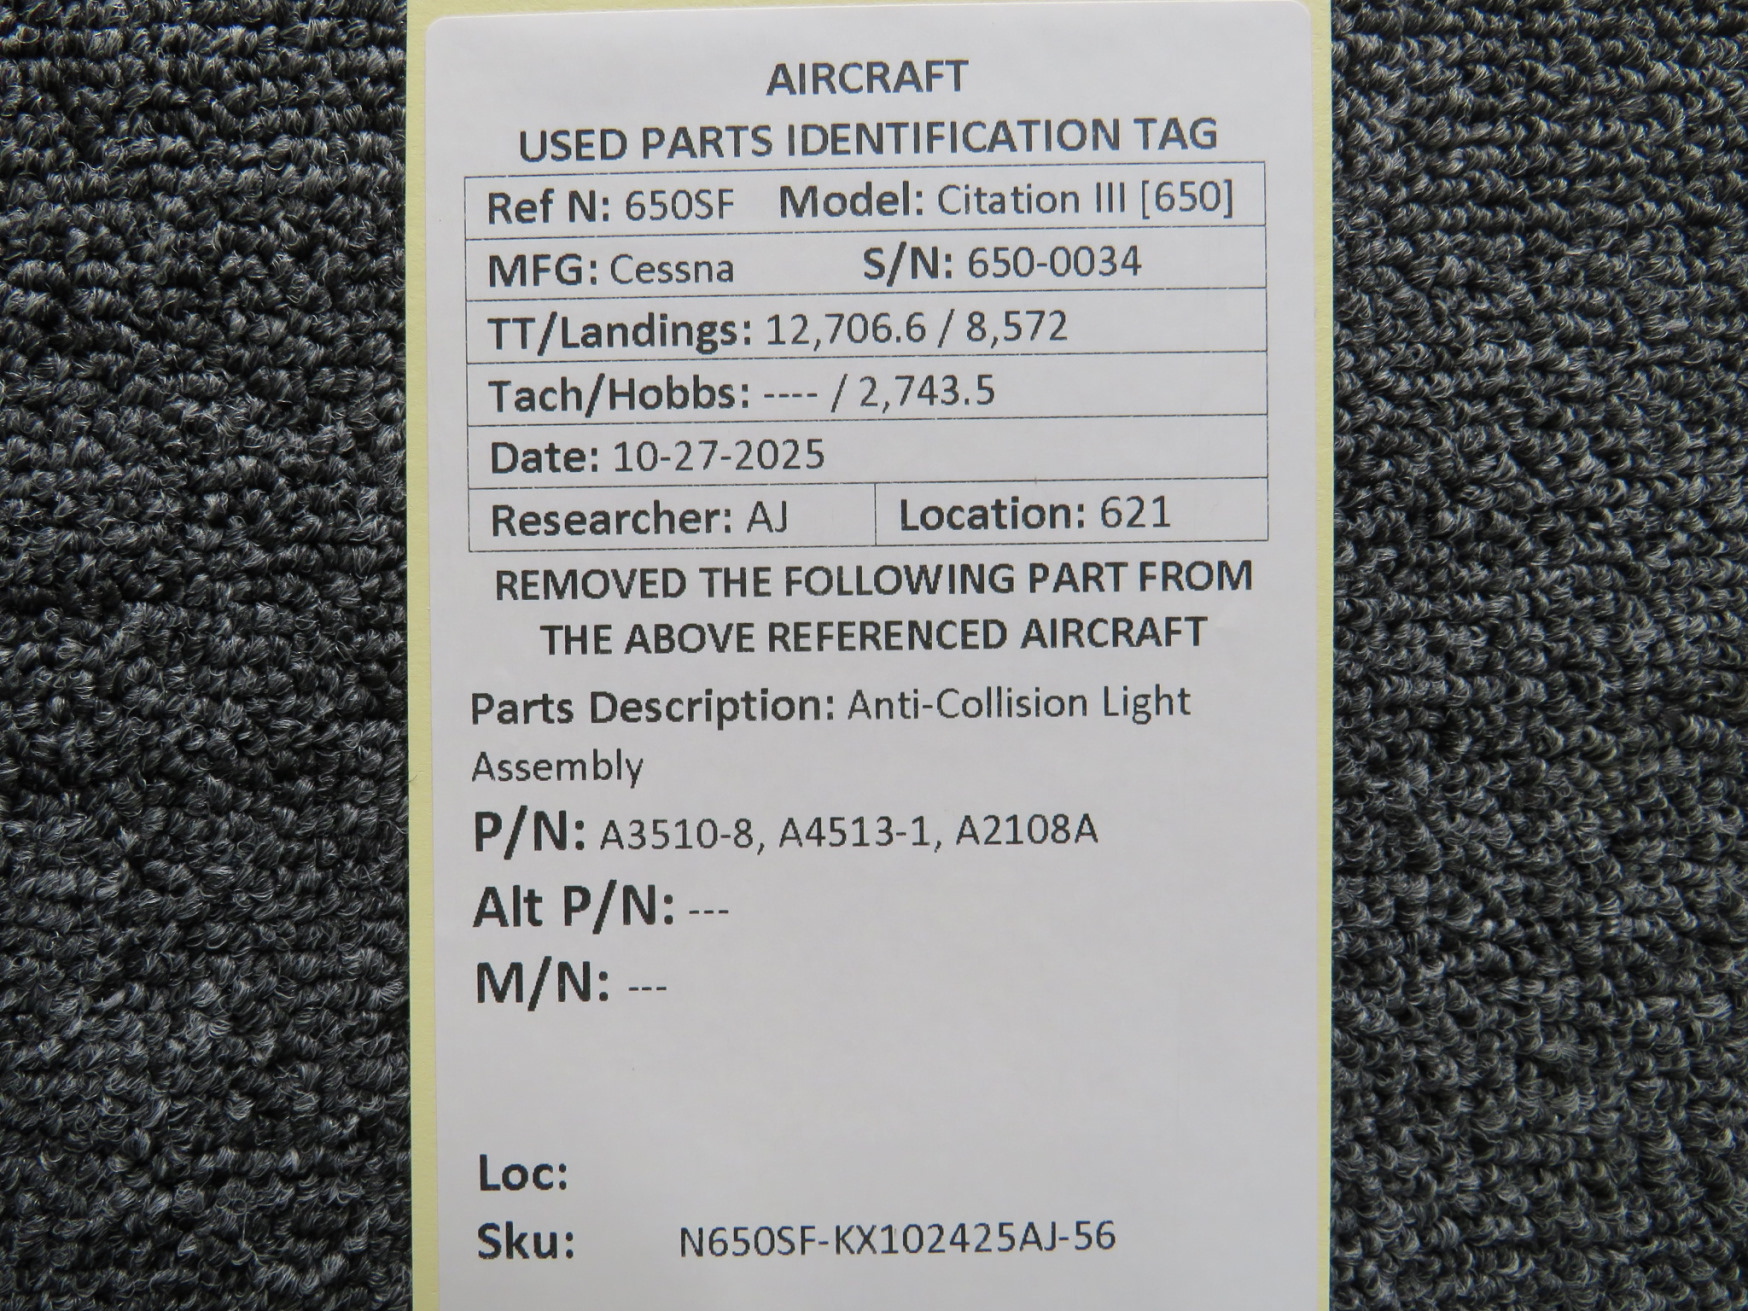 AIRCRAFT
USED PARTS IDENTIFICATION TAG
Ref N: 650SF Model: Citation III [650]
MFG: Cessna S/N: 650-0034
TT/Landings: 12,706.6 / 8,572
Tach/Hobbs: ---- / 2,743.5
Date: 10-27-2025
Researcher: AJ Location: 621
REMOVED THE FOLLOWING PART FROM
THE ABOVE REFERENCED AIRCRAFT
Parts Description: Anti-Collision Light
Assembly
P/N: A3510-8, A4513-1, A2108A
Alt P/N: ---
M/N: ---
Loc:
Sku: N650SF-KX102425AJ-56